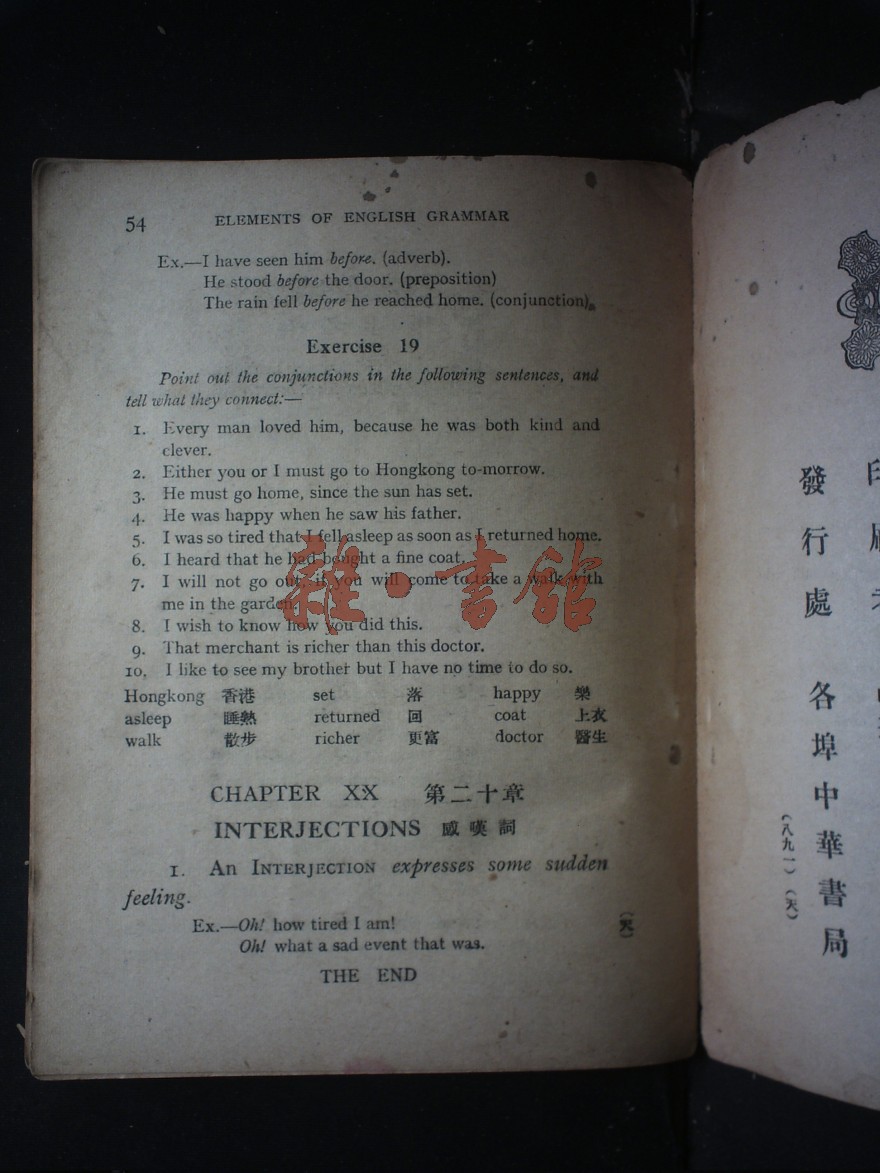 54 ELEMENTS OF ENGLISH GRAMMAR
Ex.—I have seen him before. (adverb).
He stood before the door. (preposition)
The rain fell before he reached home. (conjunction).
Exercise 19
Point out the conjunctions in the following sentences, and
tell what they connect:—
1. Every man loved him, because he was both kind and
clever.
2. Either you or I must go to Hongkong to-morrow.
3. He must go home, since the sun has set.
4. He was happy when he saw his father.
5. I was so tired that I fell asleep as soon as I returned home.
6. I heard that he had bought a fine coat.
7. I will not go out, if you will come to take a walk with
me in the garden.
8. I wish to know how you did this.
9. That merchant is richer than this doctor.
10. I like to see my brother but I have no time to do so.
Hongkong 香港 set 落 happy 樂
asleep 睡熟 returned 回 coat 上衣
walk 散步 richer 更富 doctor 醫生
CHAPTER XX 第二十章
INTERJECTIONS 感嘆詞
1. An INTERJECTION expresses some sudden
feeling.
Ex.—Oh! how tired I am!
Oh! what a sad event that was.
(天)
THE END
雜·書館
印刷者
發行處 各埠中華書局
(八九一)(天)